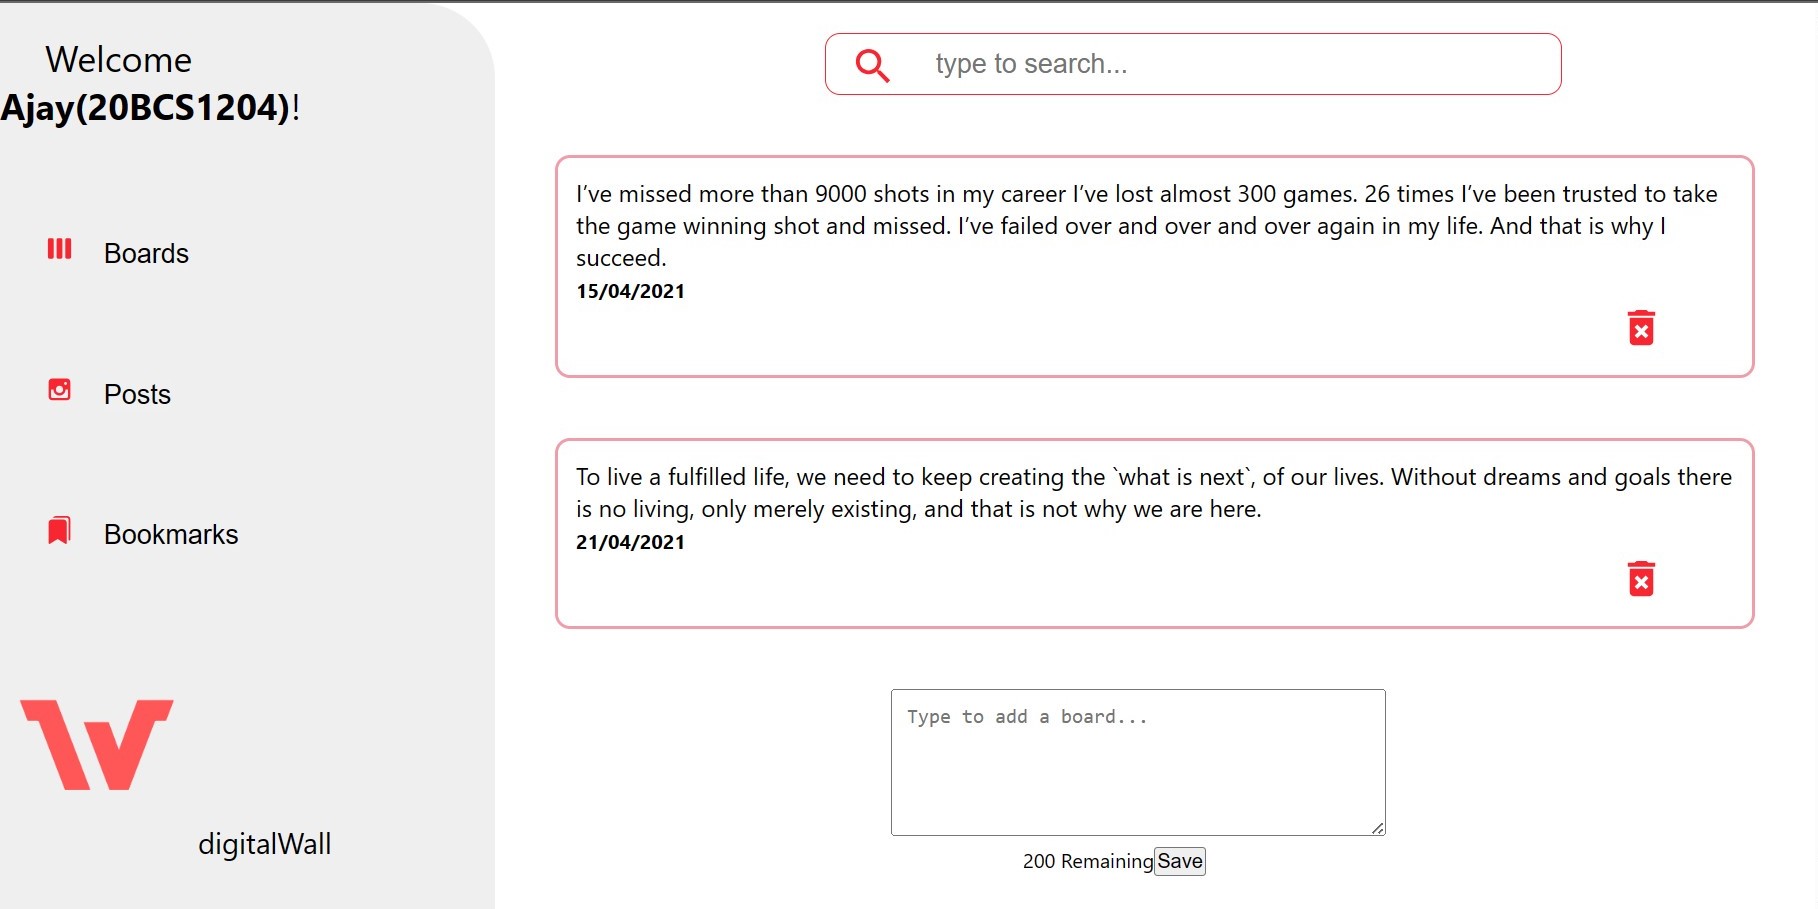 Welcome
Ajay(20BCS1204)!
Boards
Posts
Bookmarks
digitalWall
type to search...
I’ve missed more than 9000 shots in my career I’ve lost almost 300 games. 26 times I’ve been trusted to take
the game winning shot and missed. I’ve failed over and over and over again in my life. And that is why I
succeed.
15/04/2021
To live a fulfilled life, we need to keep creating the `what is next`, of our lives. Without dreams and goals there
is no living, only merely existing, and that is not why we are here.
21/04/2021
Type to add a board...
200 Remaining Save